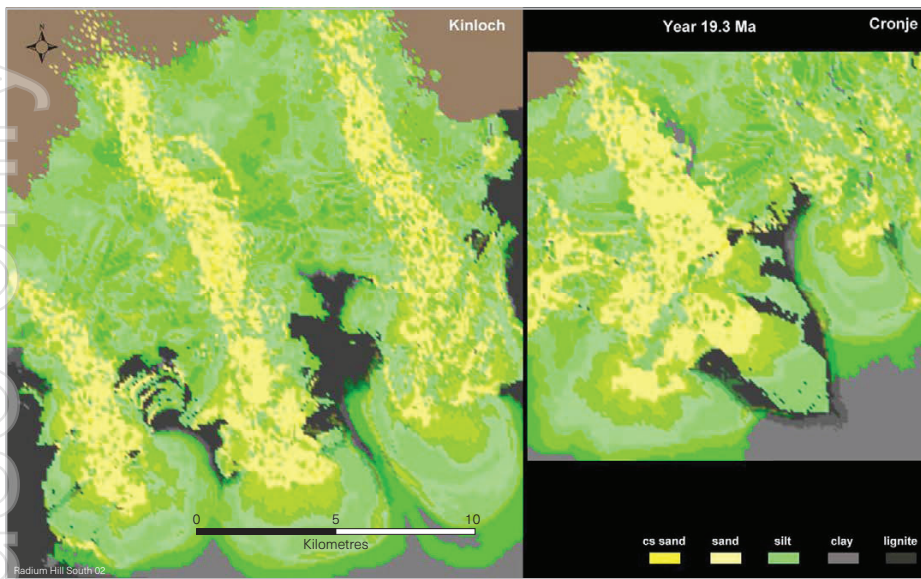 N
Kinloch
Year 19.3 Ma
Cronje
0 5 10
Kilometres
Radium Hill South 02
cs sand sand silt clay lignite